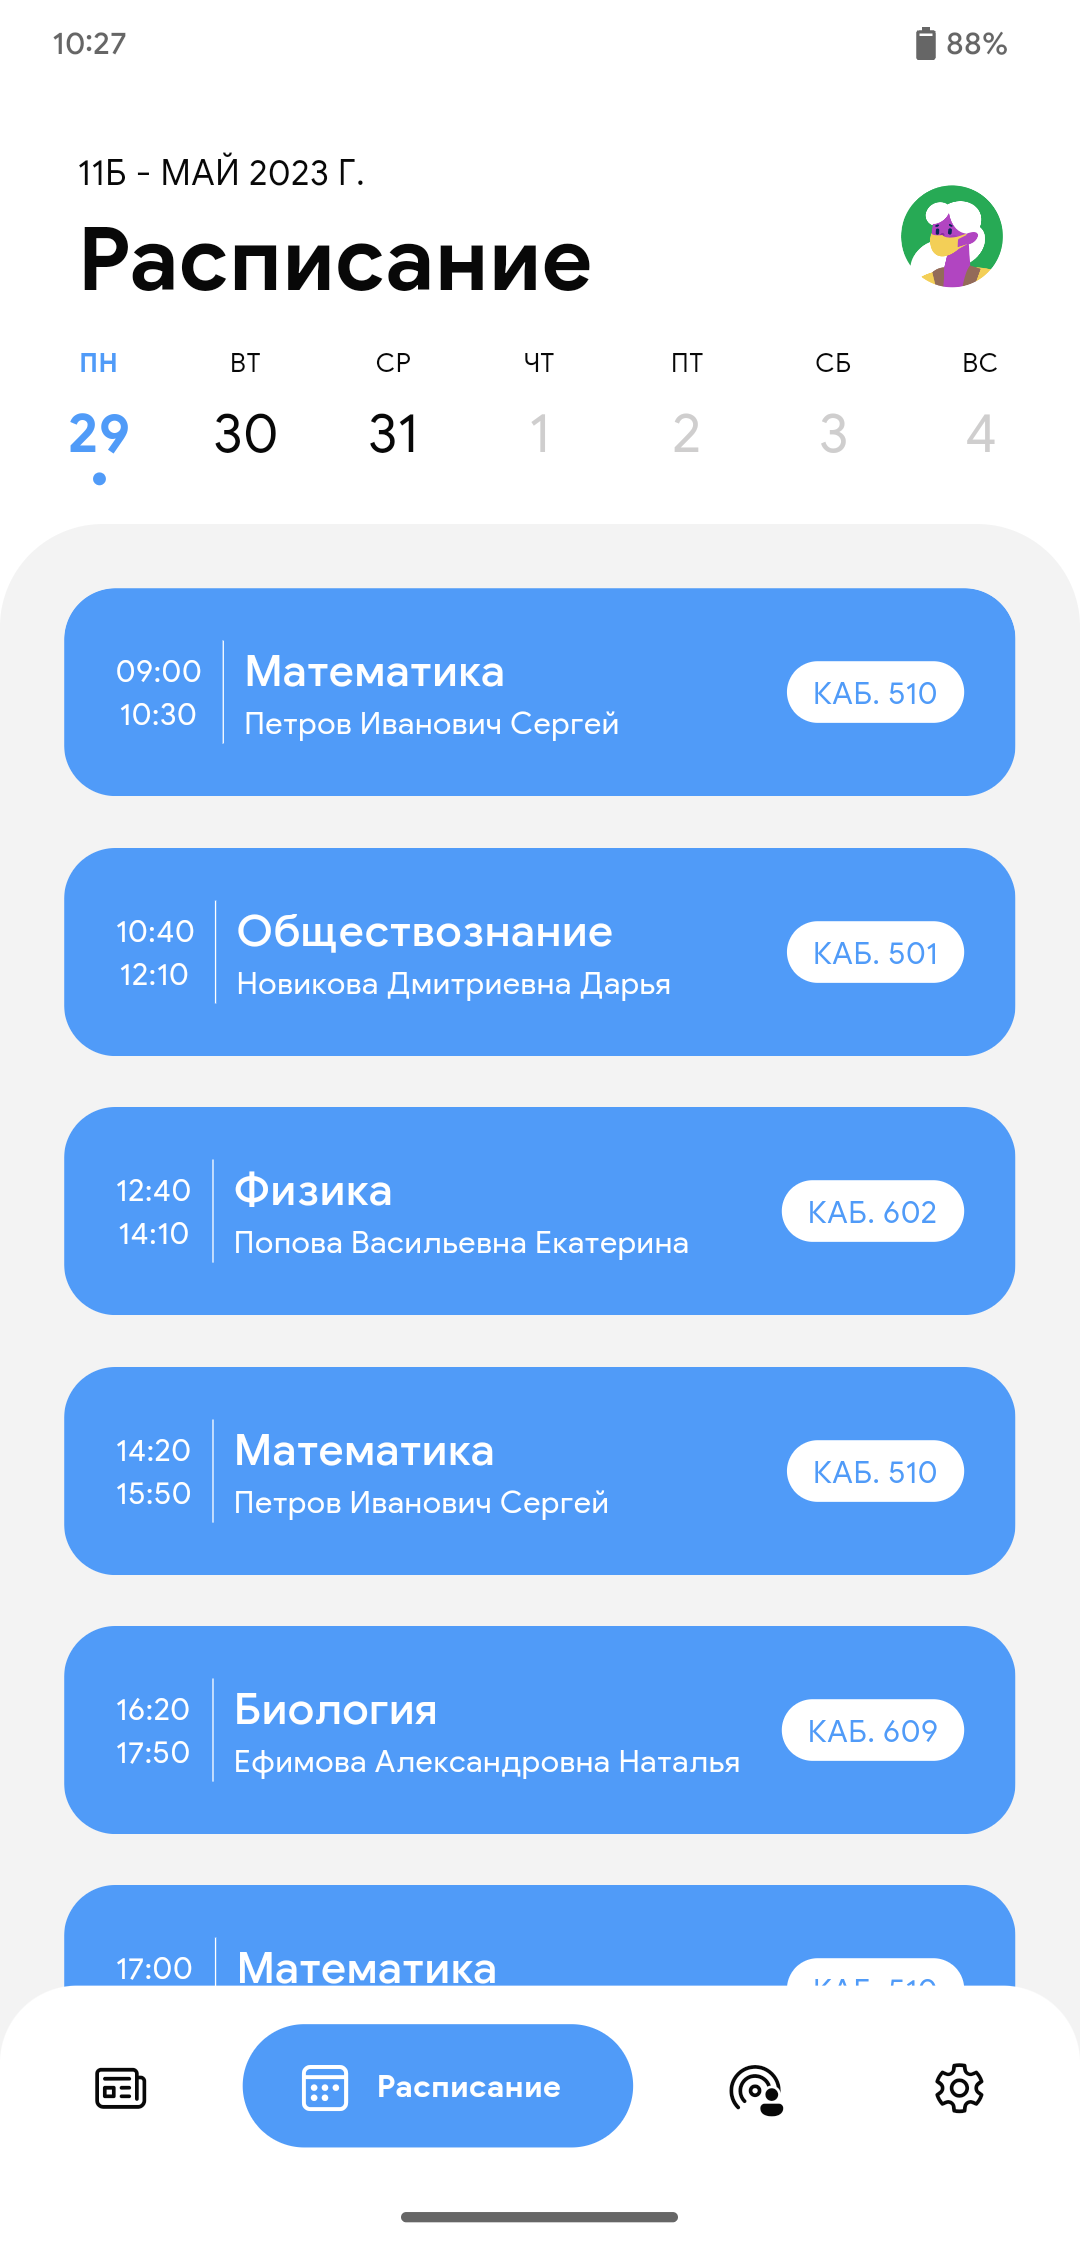 10:27
88%
11Б - МАЙ 2023 Г.
Расписание
ПН ВТ СР ЧТ ПТ СБ ВС
29 30 31 1 2 3 4
09:00
10:30
Математика
Петров Иванович Сергей
КАБ. 510
10:40
12:10
Обществознание
Новикова Дмитриевна Дарья
КАБ. 501
12:40
14:10
Физика
Попова Васильевна Екатерина
КАБ. 602
14:20
15:50
Математика
Петров Иванович Сергей
КАБ. 510
16:20
17:50
Биология
Ефимова Александровна Наталья
КАБ. 609
17:00
Математика
КАБ. 510
Расписание